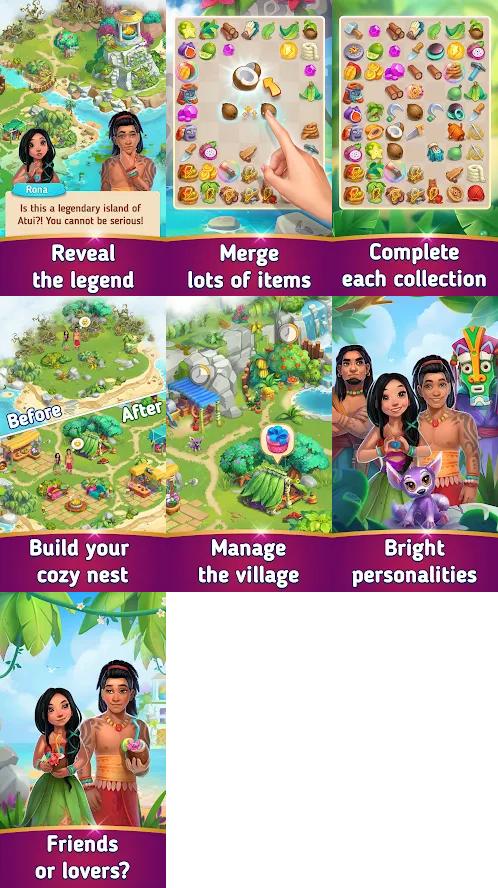 Rona
Is this a legendary island of
Atui?! You cannot be serious!
Reveal
the legend
Merge
lots of items
Complete
each collection
Before
After
Build your
cozy nest
Manage
the village
Bright
personalities
Friends
or lovers?